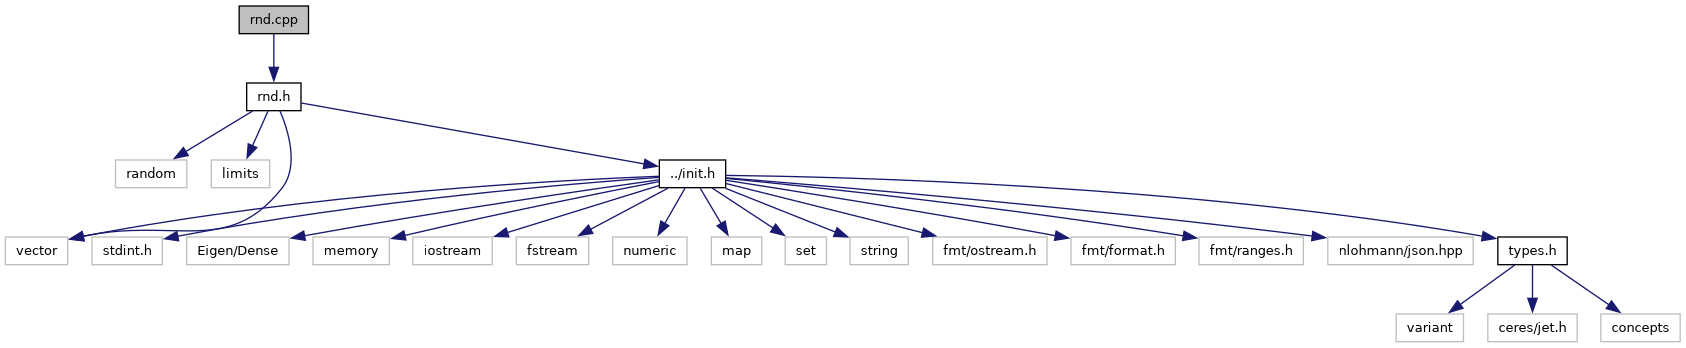 rnd.cpp
rnd.h
random
limits
../init.h
vector
stdint.h
Eigen/Dense
memory
iostream
fstream
numeric
map
set
string
fmt/ostream.h
fmt/format.h
fmt/ranges.h
nlohmann/json.hpp
types.h
variant
ceres/jet.h
concepts